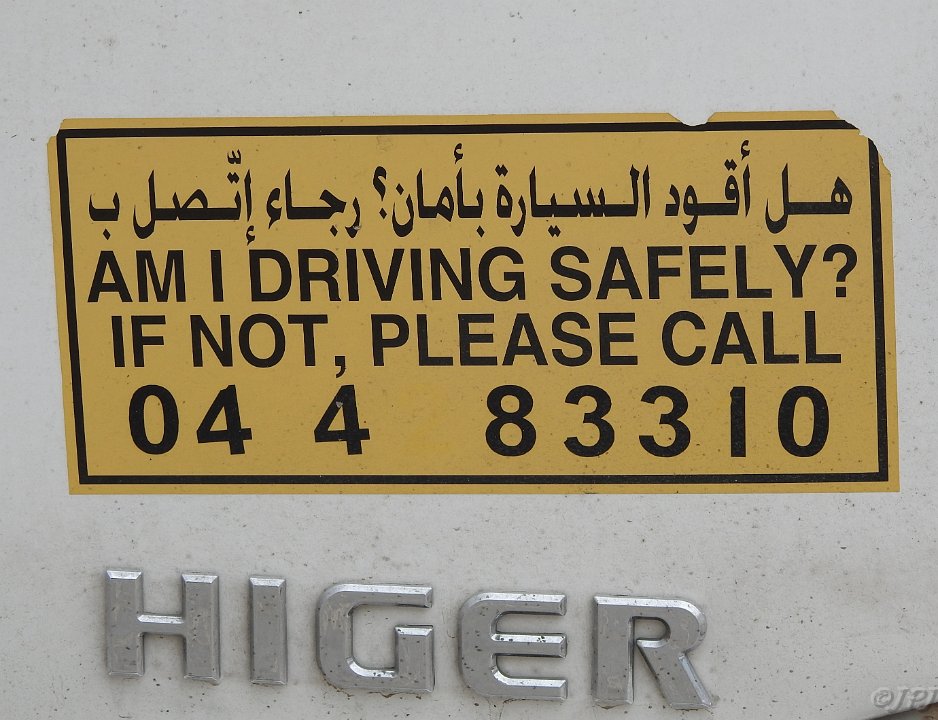 هل أقود السيارة بأمان؟ رجاء إتّصل ب
AM I DRIVING SAFELY?
IF NOT, PLEASE CALL
04 4 83310
HIGER